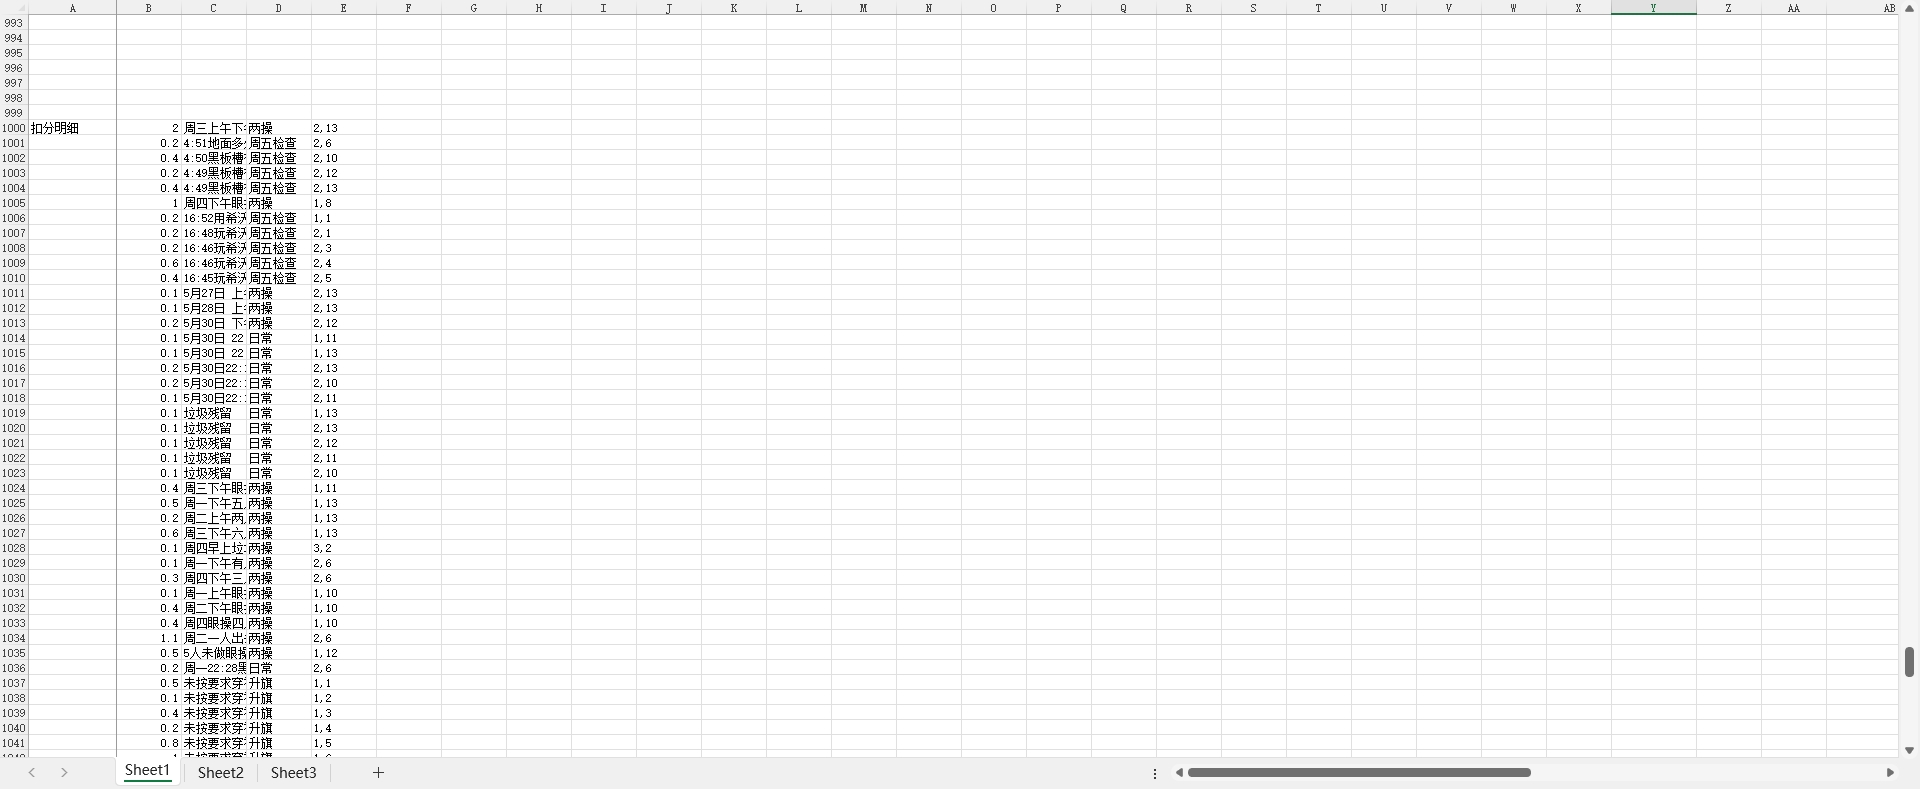 A B C D E F G H I J K L M N O P Q R S T U V W X Y Z AA AB
993
994
995
996
997
998
999
1000 扣分明细 2 周三上午下 两操 2,13
1001 0.2 4:51地面多 周五检查 2,6
1002 0.4 4:50黑板槽 周五检查 2,10
1003 0.2 4:49黑板槽 周五检查 2,12
1004 0.4 4:49黑板槽 周五检查 2,13
1005 1 周四下午眼 两操 1,8
1006 0.2 16:52用希沃 周五检查 1,1
1007 0.2 16:48玩希沃 周五检查 2,1
1008 0.2 16:46玩希沃 周五检查 2,3
1009 0.6 16:46玩希沃 周五检查 2,4
1010 0.4 16:45玩希沃 周五检查 2,5
1011 0.1 5月27日 上 两操 2,13
1012 0.1 5月28日 上 两操 2,13
1013 0.2 5月30日 下 两操 2,12
1014 0.1 5月30日 22 日常 1,11
1015 0.1 5月30日 22 日常 1,13
1016 0.2 5月30日22: 日常 2,13
1017 0.2 5月30日22: 日常 2,10
1018 0.1 5月30日22: 日常 2,11
1019 0.1 垃圾残留 日常 1,13
1020 0.1 垃圾残留 日常 2,13
1021 0.1 垃圾残留 日常 2,12
1022 0.1 垃圾残留 日常 2,11
1023 0.1 垃圾残留 日常 2,10
1024 0.4 周三下午眼 两操 1,11
1025 0.5 周一下午五 两操 1,13
1026 0.2 周二上午两 两操 1,13
1027 0.6 周三下午六 两操 1,13
1028 0.1 周四早上垃 两操 3,2
1029 0.1 周一下午有 两操 2,6
1030 0.3 周四下午三 两操 2,6
1031 0.1 周一上午眼 两操 1,10
1032 0.4 周二下午眼 两操 1,10
1033 0.4 周四眼操四 两操 1,10
1034 1.1 周二一人出 两操 2,6
1035 0.5 5人未做眼操 两操 1,12
1036 0.2 周一22:28黑 日常 2,6
1037 0.5 未按要求穿 升旗 1,1
1038 0.1 未按要求穿 升旗 1,2
1039 0.4 未按要求穿 升旗 1,3
1040 0.2 未按要求穿 升旗 1,4
1041 0.8 未按要求穿 升旗 1,5
Sheet1 Sheet2 Sheet3